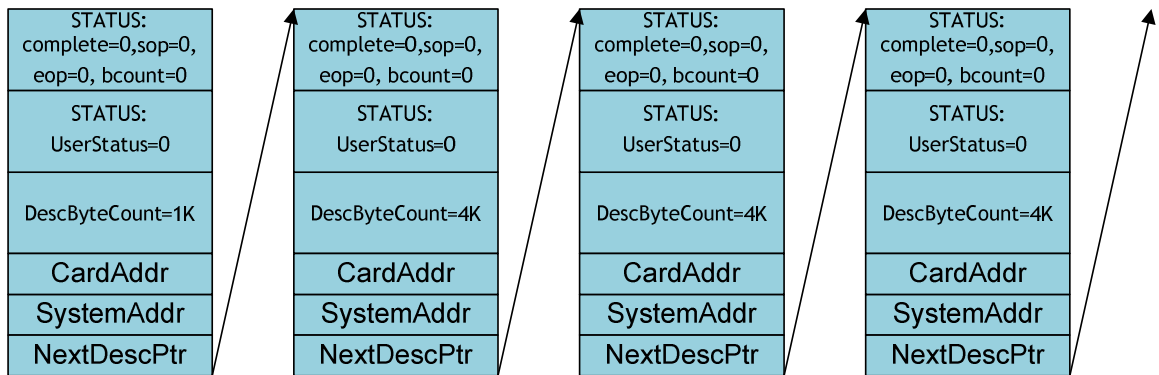 STATUS:
complete=0,sop=0,
eop=0, bcount=0
STATUS:
UserStatus=0
DescByteCount=1K
CardAddr
SystemAddr
NextDescPtr
STATUS:
complete=0,sop=0,
eop=0, bcount=0
STATUS:
UserStatus=0
DescByteCount=4K
CardAddr
SystemAddr
NextDescPtr
STATUS:
complete=0,sop=0,
eop=0, bcount=0
STATUS:
UserStatus=0
DescByteCount=4K
CardAddr
SystemAddr
NextDescPtr
STATUS:
complete=0,sop=0,
eop=0, bcount=0
STATUS:
UserStatus=0
DescByteCount=4K
CardAddr
SystemAddr
NextDescPtr